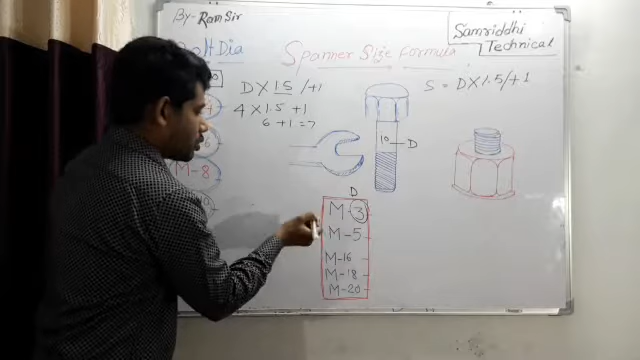 By- Ram Sir
Samriddhi
Technical
Bolt Dia
Spanner Size Formula
D X 1.5 / +1
S = D X 1.5 / + 1
4 X 1.5 + 1
6 + 1 = 7
10
D
M-8
D
M-3
M-5
M-16
M-18
M-20